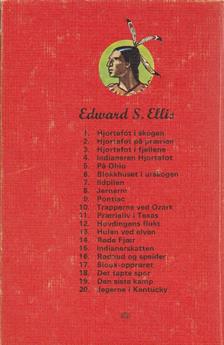 Edward S. Ellis
1. Hjortefot i skogen
2. Hjortefot på prærien
3. Hjortefot i fjellene
4. Indianeren Hjortefot
5. På Ohio
6. Blokkhuset i urskogen
7. Ildpilen
8. Jernarm
9. Pontiac
10. Trapperne ved Ozark
11. Prærieliv i Texas
12. Høvdingens flukt
13. Hulen ved elven
14. Røde Fjær
15. Indianerskatten
16. Rødhud og speider
17. Sioux-opprøret
18. Det tapte spor
19. Den siste kamp
20. Jegerne i Kentucky